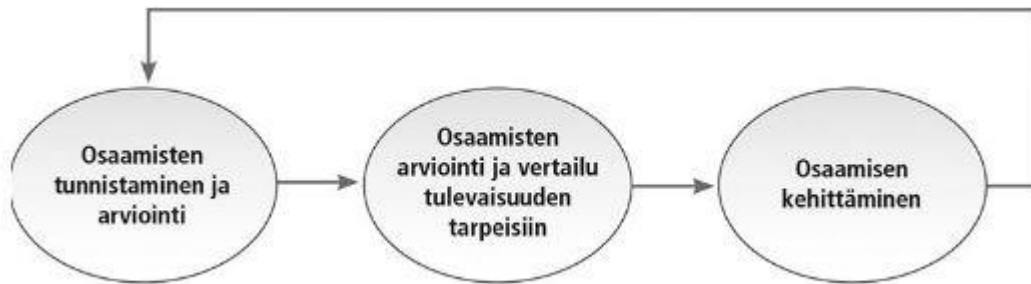 Osaamisten
tunnistaminen ja
arviointi
Osaamisten
arviointi ja vertailu
tulevaisuuden
tarpeisiin
Osaamisen
kehittäminen